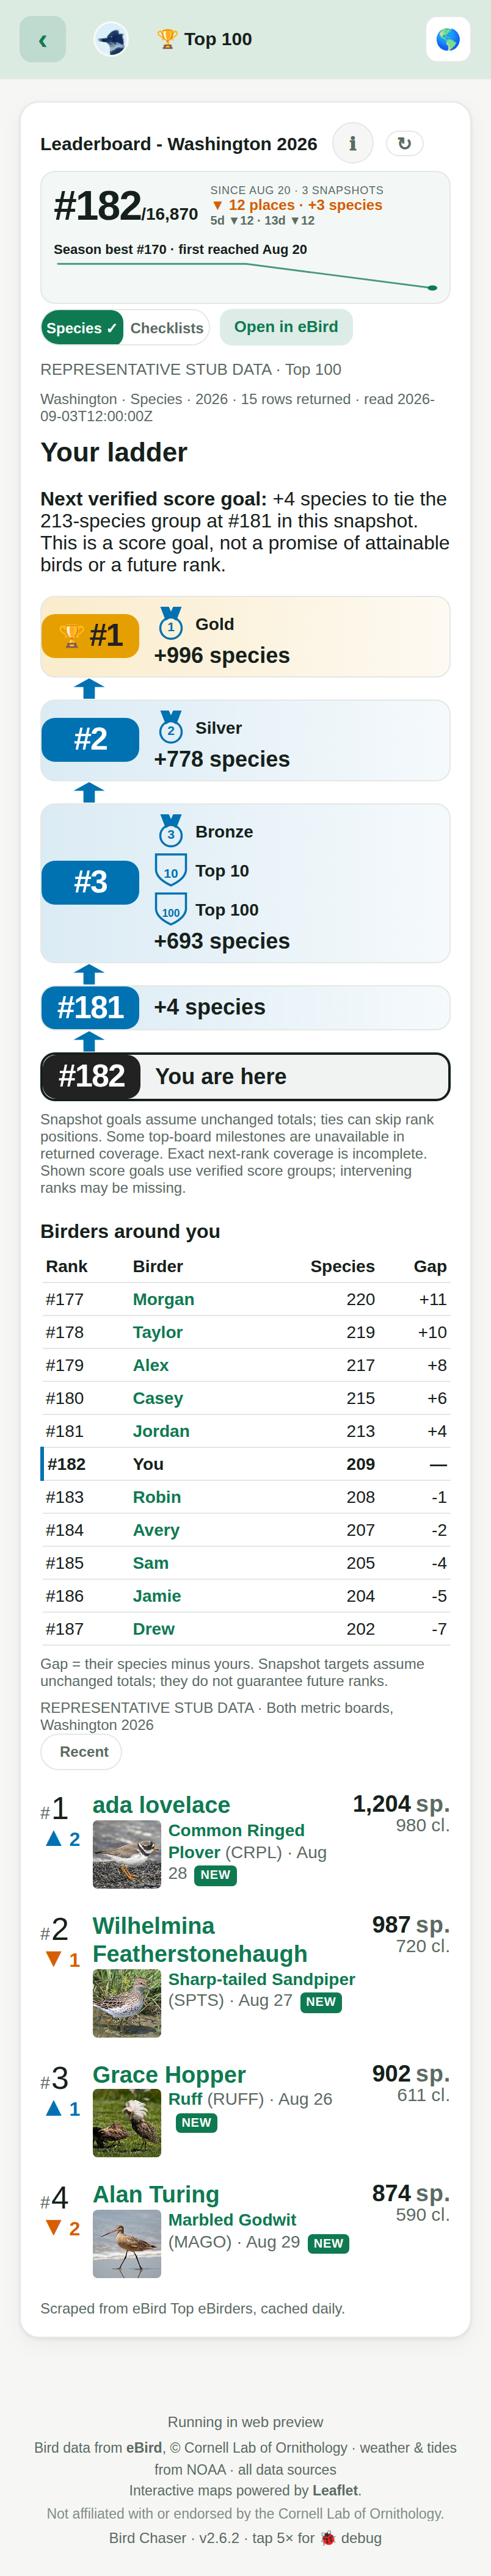 ‹ 🏆 Top 100 🌎
Leaderboard - Washington 2026 ℹ ↻
#182/16,870
SINCE AUG 20 · 3 SNAPSHOTS
▼ 12 places · +3 species
5d ▼12 · 13d ▼12
Season best #170 · first reached Aug 20
Species ✓ Checklists Open in eBird
REPRESENTATIVE STUB DATA · Top 100
Washington · Species · 2026 · 15 rows returned · read 2026-
09-03T12:00:00Z
Your ladder
Next verified score goal: +4 species to tie the
213-species group at #181 in this snapshot.
This is a score goal, not a promise of attainable
birds or a future rank.
🏆 #1
1 Gold
+996 species
#2
2 Silver
+778 species
#3
3 Bronze
10 Top 10
100 Top 100
+693 species
#181 +4 species
#182 You are here
Snapshot goals assume unchanged totals; ties can skip rank
positions. Some top-board milestones are unavailable in
returned coverage. Exact next-rank coverage is incomplete.
Shown score goals use verified score groups; intervening
ranks may be missing.
Birders around you
Rank Birder Species Gap
#177 Morgan 220 +11
#178 Taylor 219 +10
#179 Alex 217 +8
#180 Casey 215 +6
#181 Jordan 213 +4
#182 You 209 —
#183 Robin 208 -1
#184 Avery 207 -2
#185 Sam 205 -4
#186 Jamie 204 -5
#187 Drew 202 -7
Gap = their species minus yours. Snapshot targets assume
unchanged totals; they do not guarantee future ranks.
REPRESENTATIVE STUB DATA · Both metric boards,
Washington 2026
Recent
#1 ada lovelace 1,204 sp.
▲ 2 980 cl.
Common Ringed
Plover (CRPL) · Aug
28 NEW
#2 Wilhelmina 987 sp.
▼ 1 Featherstonehaugh 720 cl.
Sharp-tailed Sandpiper
(SPTS) · Aug 27 NEW
#3 Grace Hopper 902 sp.
▲ 1 611 cl.
Ruff (RUFF) · Aug 26
NEW
#4 Alan Turing 874 sp.
▼ 2 590 cl.
Marbled Godwit
(MAGO) · Aug 29 NEW
Scraped from eBird Top eBirders, cached daily.
Running in web preview
Bird data from eBird, © Cornell Lab of Ornithology · weather & tides
from NOAA · all data sources
Interactive maps powered by Leaflet.
Not affiliated with or endorsed by the Cornell Lab of Ornithology.
Bird Chaser · v2.6.2 · tap 5× for 🐞 debug